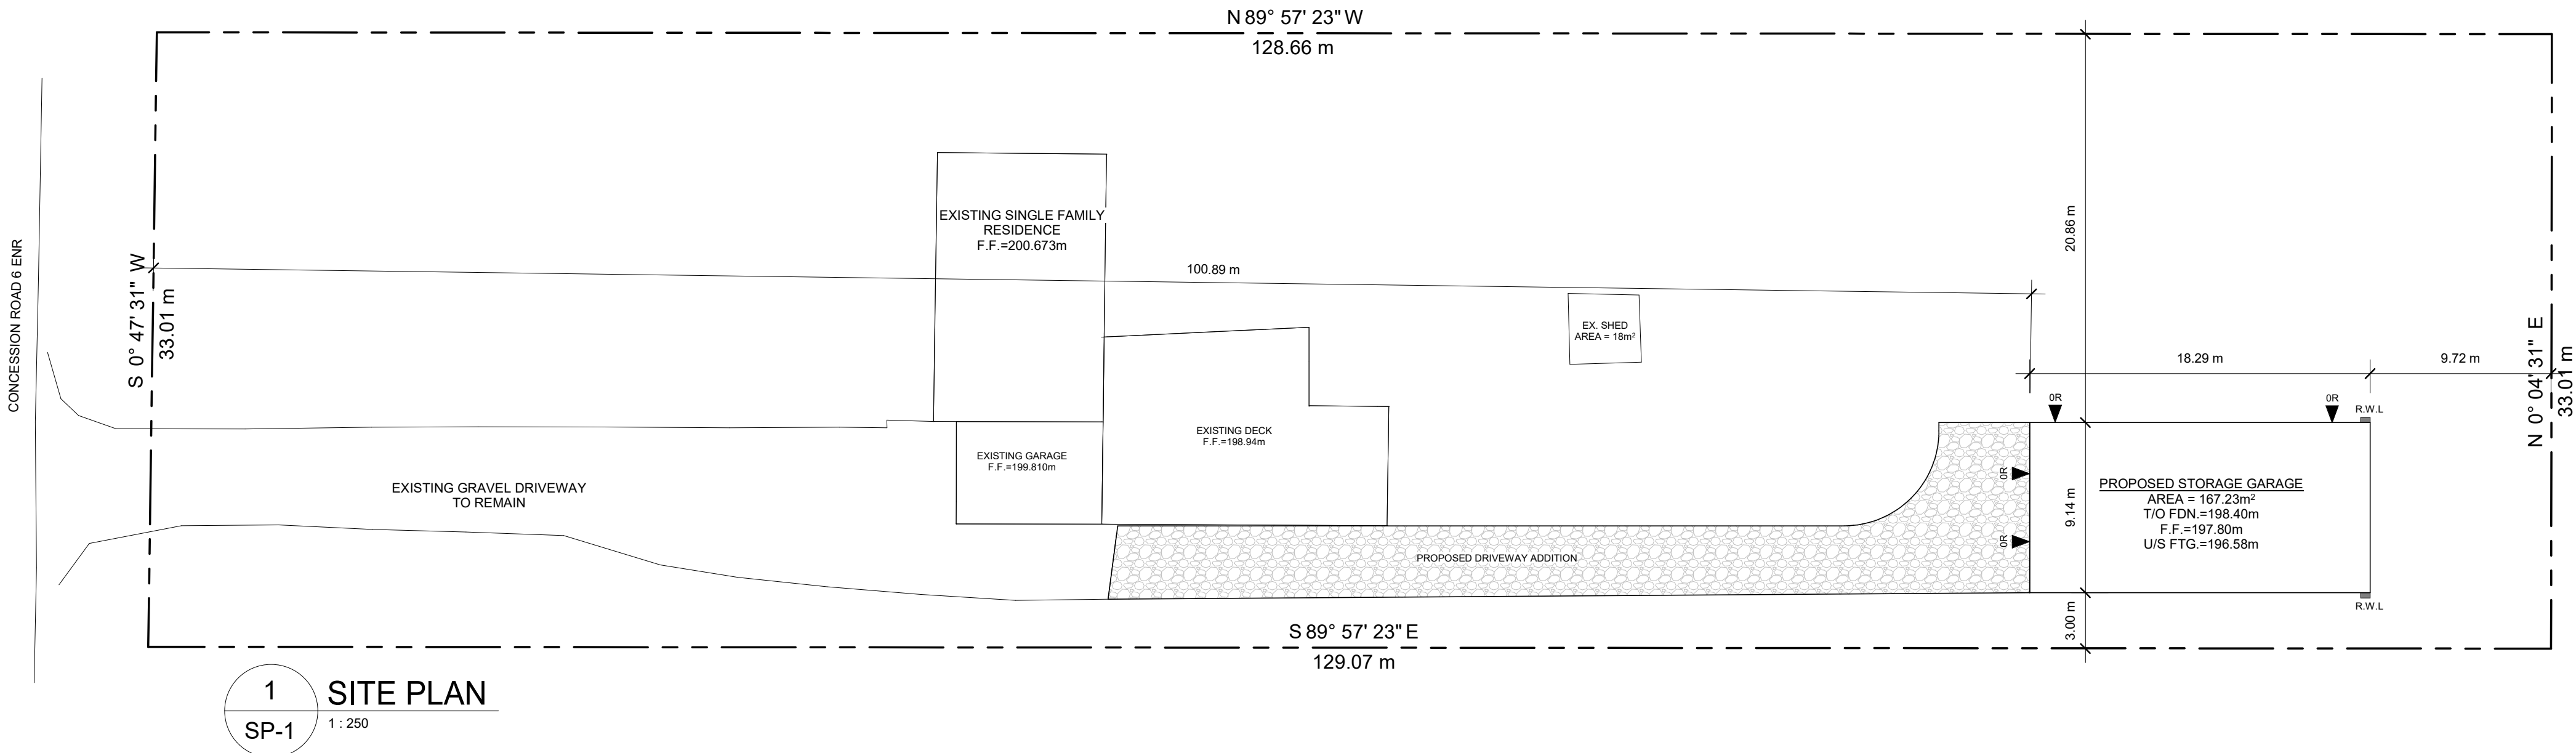 N 89° 57' 23" W
128.66 m
CONCESSION ROAD 6 ENR
S 0° 47' 31" W
33.01 m
EXISTING SINGLE FAMILY
RESIDENCE
F.F.=200.673m
100.89 m
20.86 m
EX. SHED
AREA = 18m²
18.29 m
9.72 m
N 0° 04' 31" E
33.01 m
0R
0R
R.W.L
EXISTING DECK
F.F.=198.94m
EXISTING GARAGE
F.F.=199.810m
EXISTING GRAVEL DRIVEWAY
TO REMAIN
0R
0R
9.14 m
PROPOSED STORAGE GARAGE
AREA = 167.23m²
T/O FDN.=198.40m
F.F.=197.80m
U/S FTG.=196.58m
PROPOSED DRIVEWAY ADDITION
R.W.L
3.00 m
S 89° 57' 23" E
129.07 m
1
SP-1
SITE PLAN
1 : 250